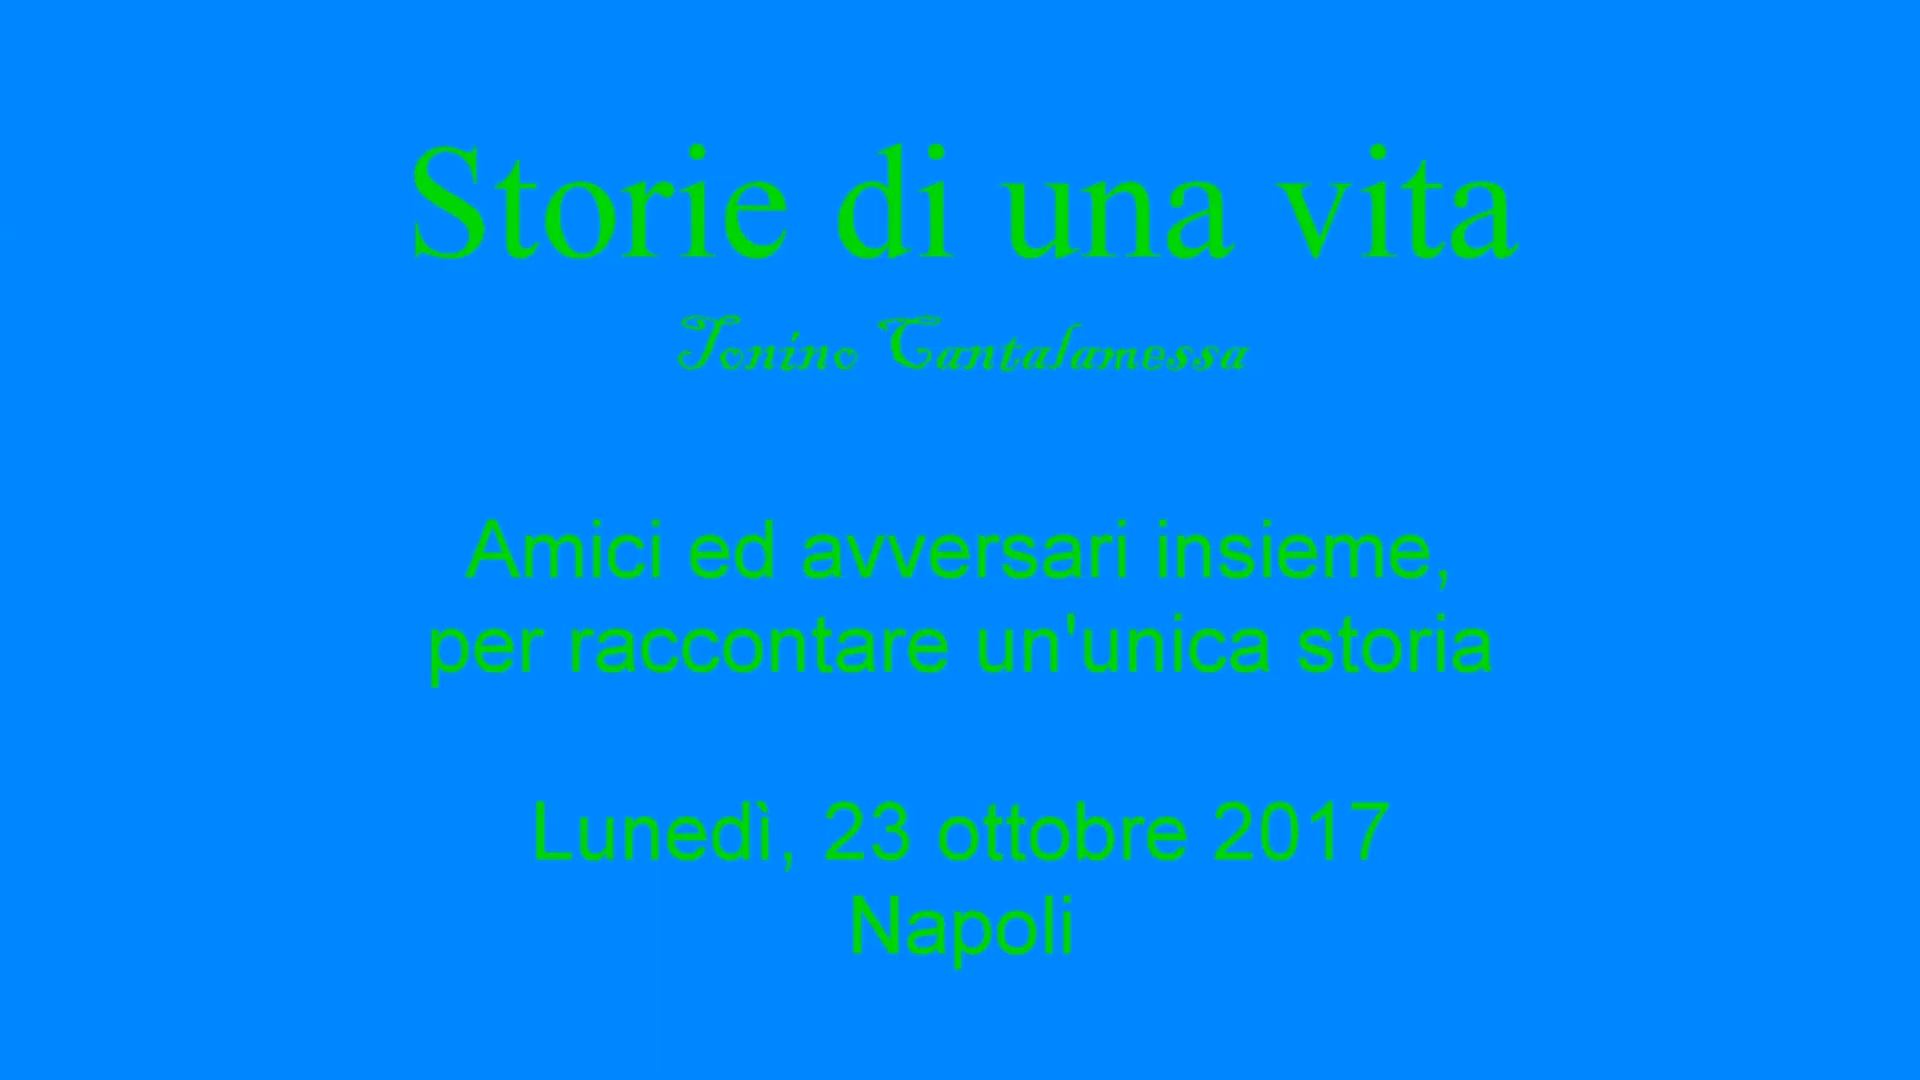 Storie di una vita
Tonino Cantalamessa
Amici ed avversari insieme,
per raccontare un'unica storia
Lunedì, 23 ottobre 2017
Napoli